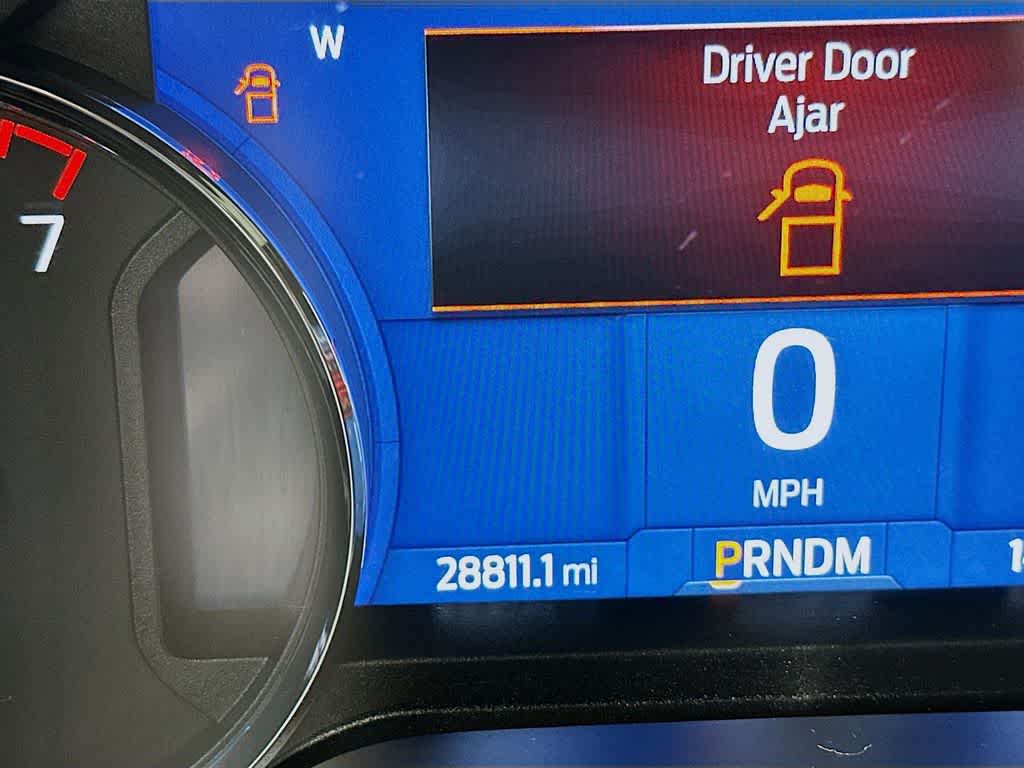 W
Driver Door
Ajar
7
0
MPH
28811.1 mi
PRNDM